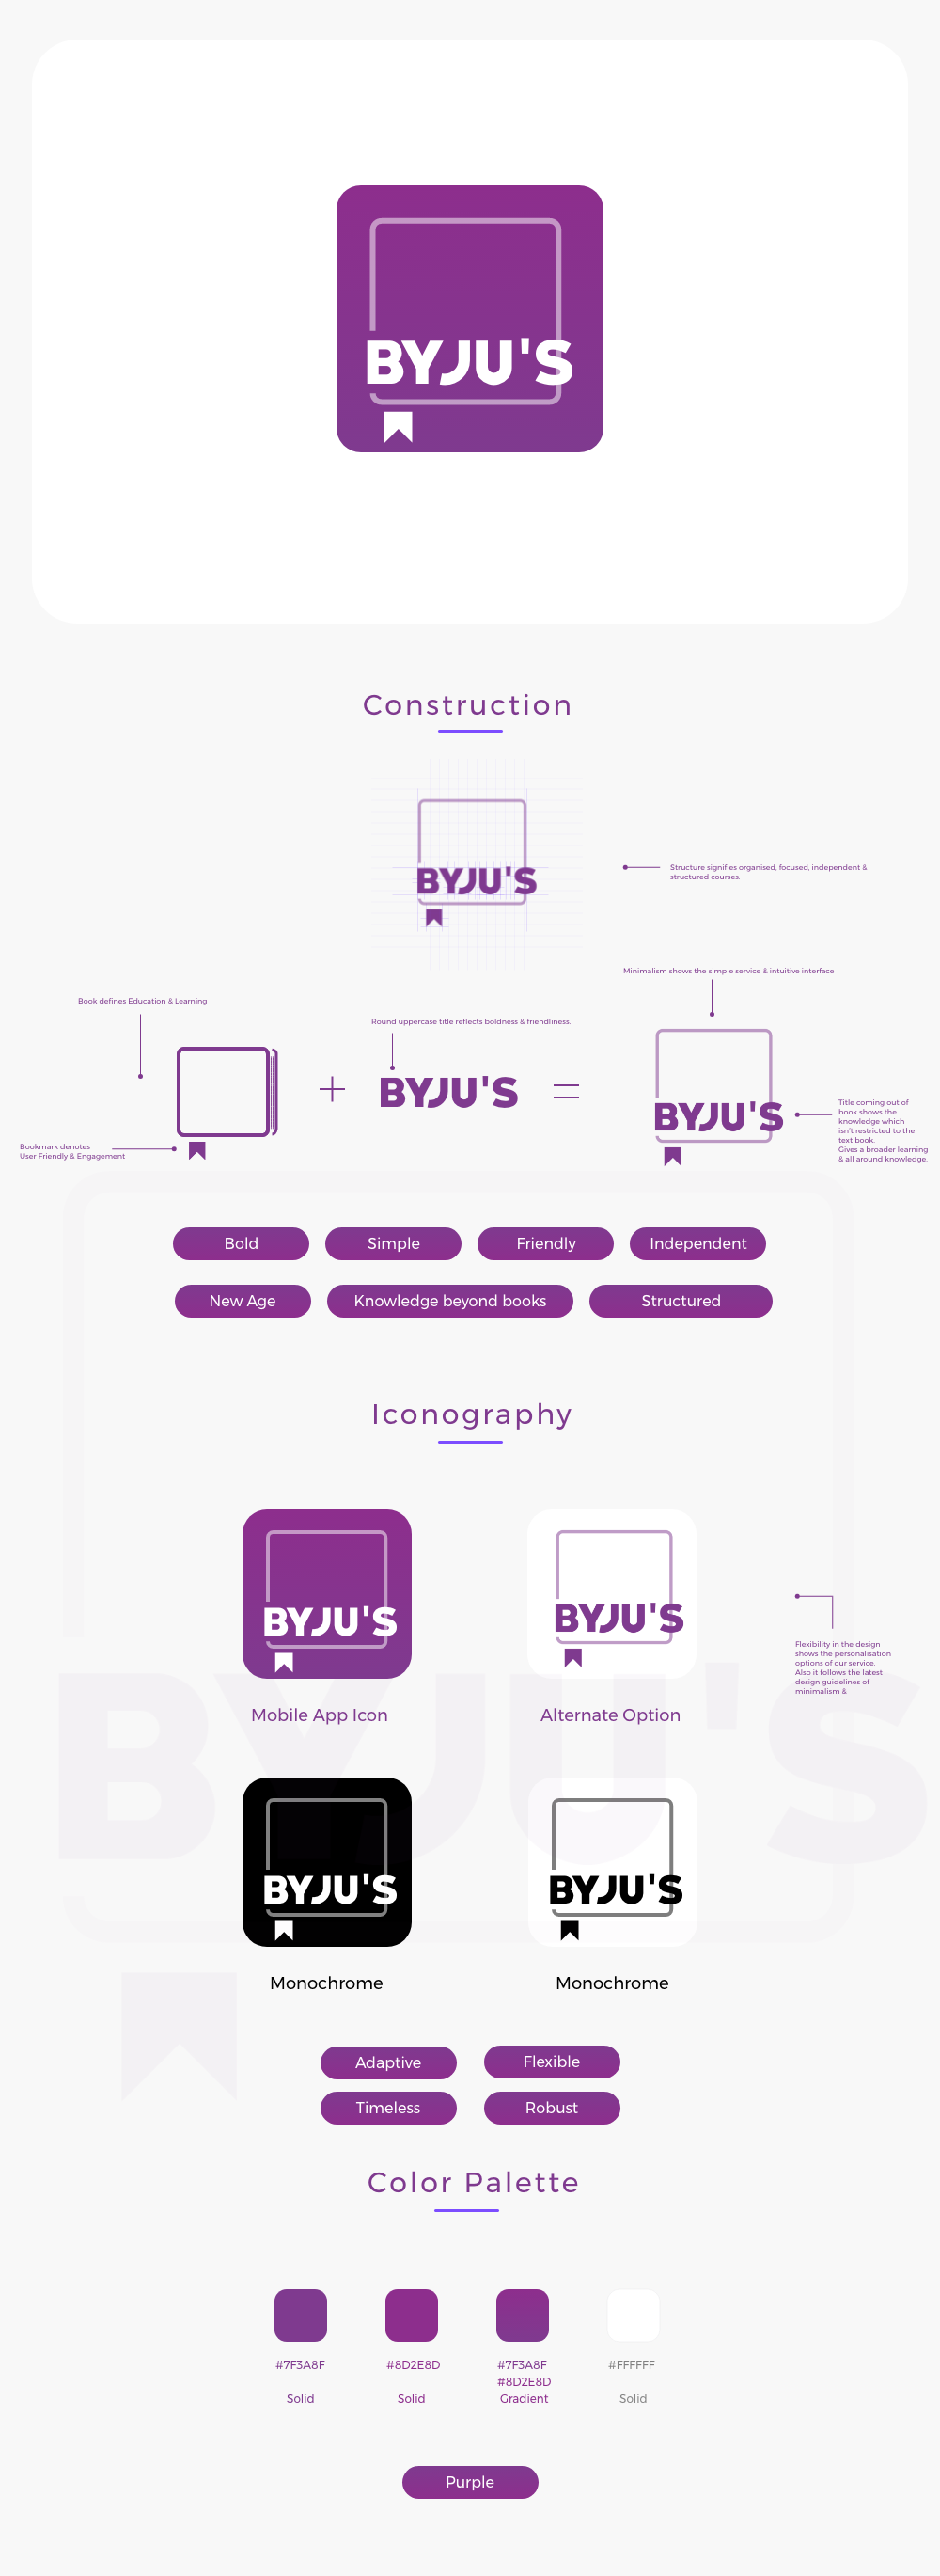 BYJU'S
Construction
BYJU'S
Structure signifies organised, focused, independent &
structured courses.
Minimalism shows the simple service & intuitive interface
Book defines Education & Learning
Round uppercase title reflects boldness & friendliness.
BYJU'S
BYJU'S
Title coming out of
book shows the
knowledge which
isn't restricted to the
text book.
Gives a broader learning
& all around knowledge.
Bookmark denotes
User Friendly & Engagement
Bold
Simple
Friendly
Independent
New Age
Knowledge beyond books
Structured
Iconography
BYJU'S
BYJU'S
Flexibility in the design
shows the personalisation
options of our service.
Also it follows the latest
design guidelines of
minimalism &
Mobile App Icon
Alternate Option
BYJU'S
BYJU'S
BYJU'S
Monochrome
Monochrome
Adaptive
Flexible
Timeless
Robust
Color Palette
#7F3A8F
#8D2E8D
#7F3A8F
#FFFFFF
#8D2E8D
Solid
Solid
Gradient
Solid
Purple